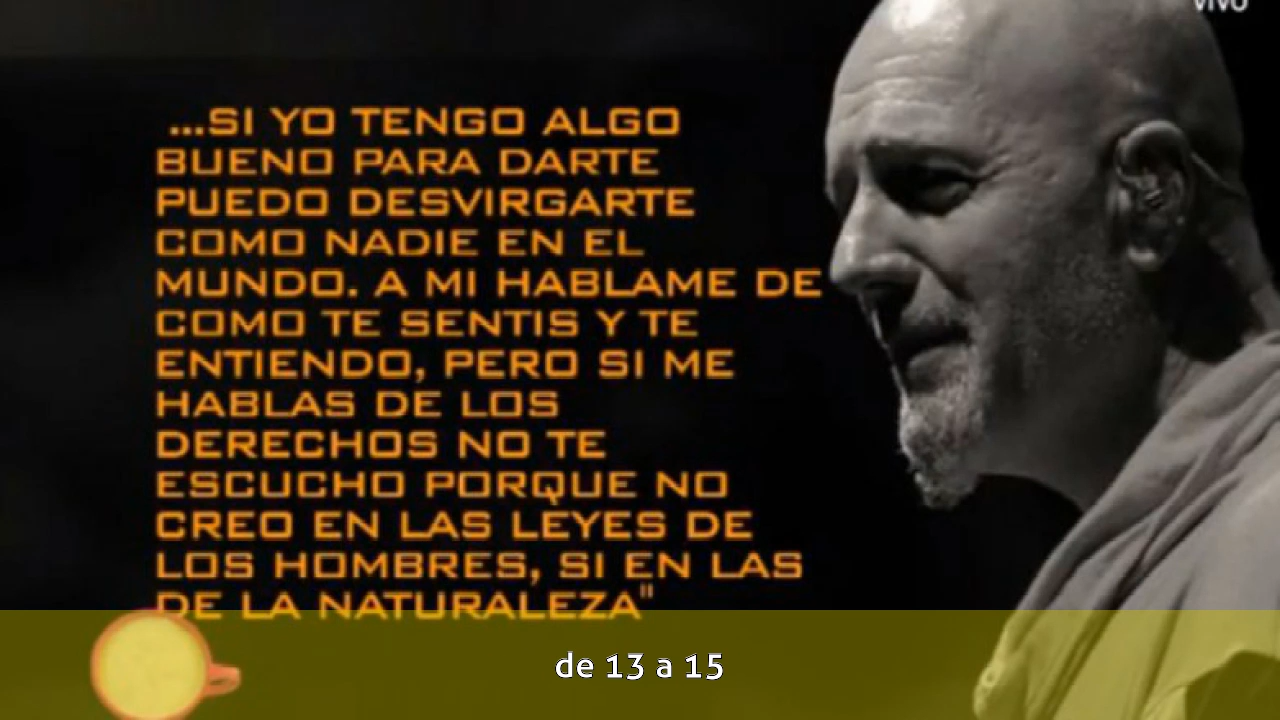 VIVO
...SI YO TENGO ALGO
BUENO PARA DARTE
PUEDO DESVIRGARTE
COMO NADIE EN EL
MUNDO. A MI HABLAME DE
COMO TE SENTIS Y TE
ENTIENDO, PERO SI ME
HABLAS DE LOS
DERECHOS NO TE
ESCUCHO PORQUE NO
CREO EN LAS LEYES DE
LOS HOMBRES, SI EN LAS
DE LA NATURALEZA"
de 13 a 15